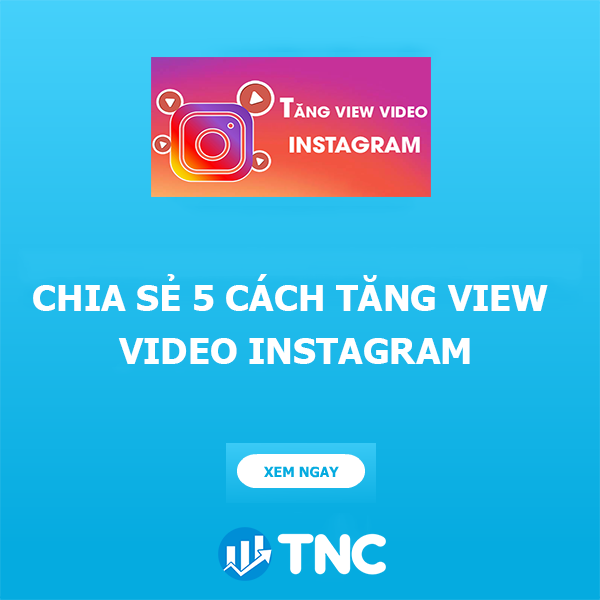 TĂNG VIEW VIDEO
INSTAGRAM
CHIA SẺ 5 CÁCH TĂNG VIEW
VIDEO INSTAGRAM
XEM NGAY
TNC